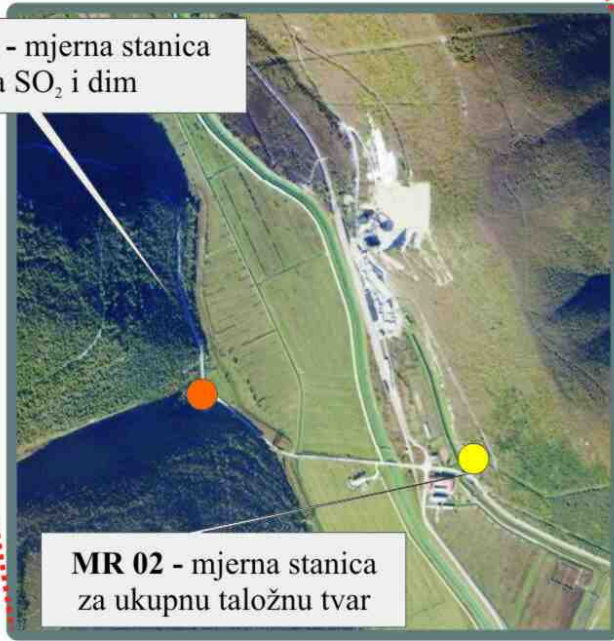 - mjerna stanica
a SO₂ i dim
MR 02 - mjerna stanica
za ukupnu taložnu tvar